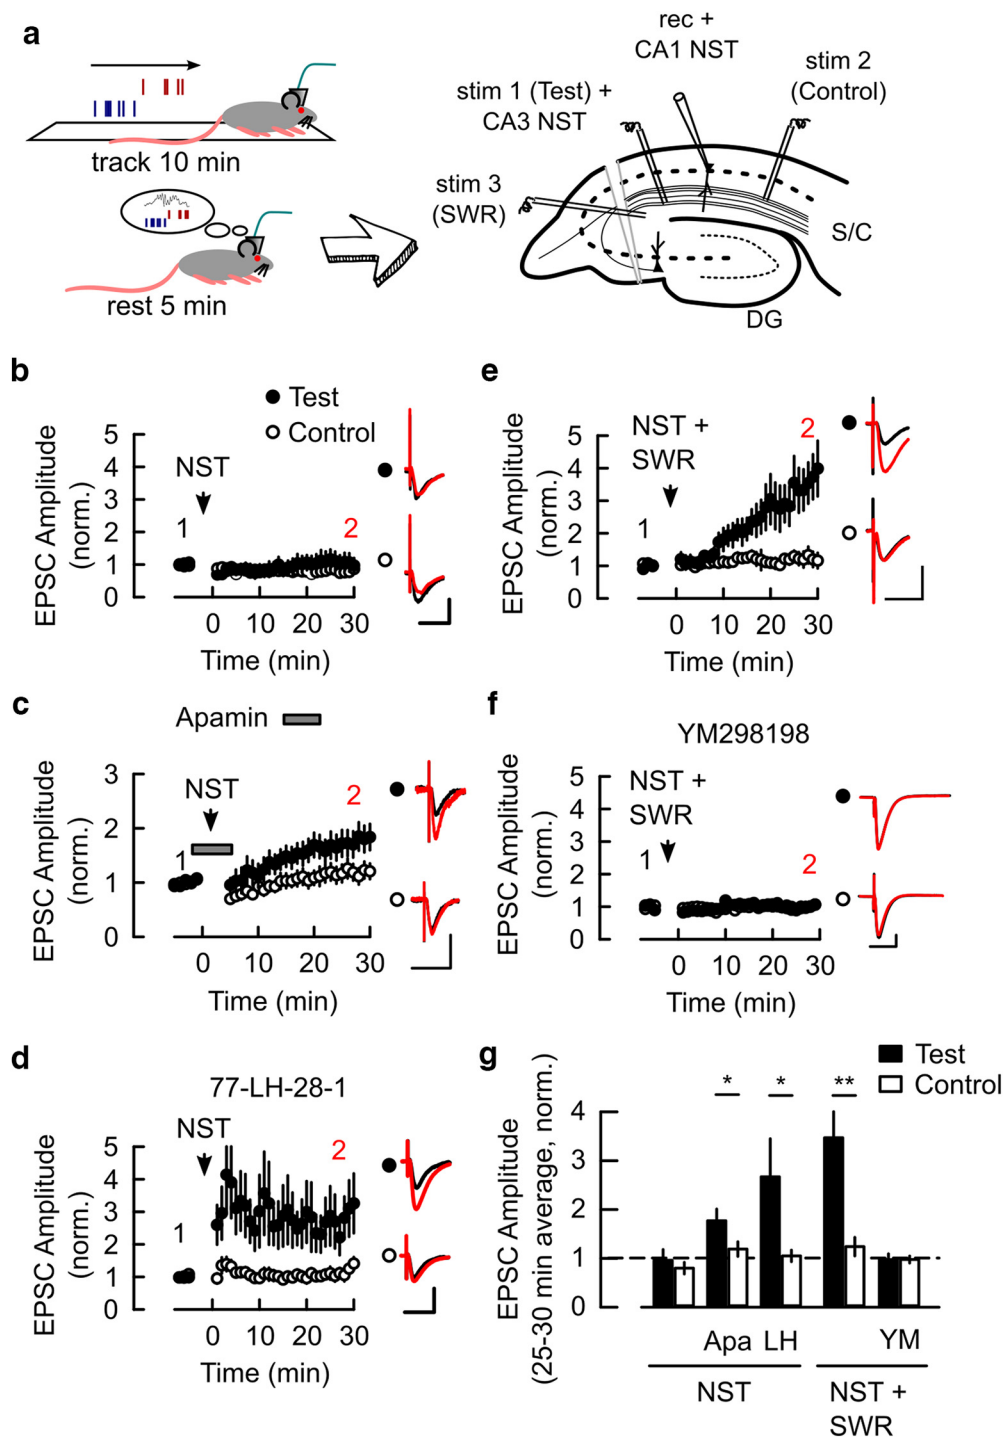 a
track 10 min
rest 5 min
rec +
CA1 NST
stim 1 (Test) +
CA3 NST
stim 2
(Control)
stim 3
(SWR)
S/C
DG
b
Test
Control
EPSC Amplitude
(norm.)
5
4
3
2
1
0
NST
1
2
0 10 20 30
Time (min)
c
Apamin
EPSC Amplitude
(norm.)
3
2
1
0
NST
1
2
0 10 20 30
Time (min)
d
77-LH-28-1
EPSC Amplitude
(norm.)
5
4
3
2
1
0
NST
1
2
0 10 20 30
Time (min)
e
EPSC Amplitude
(norm.)
5
4
3
2
1
0
NST +
SWR
1
2
0 10 20 30
Time (min)
f
YM298198
EPSC Amplitude
(norm.)
5
4
3
2
1
0
NST +
SWR
1
2
0 10 20 30
Time (min)
g
Test
Control
EPSC Amplitude
(25-30 min average, norm.)
4
3
2
1
0
* * **
Apa LH YM
NST
NST +
SWR